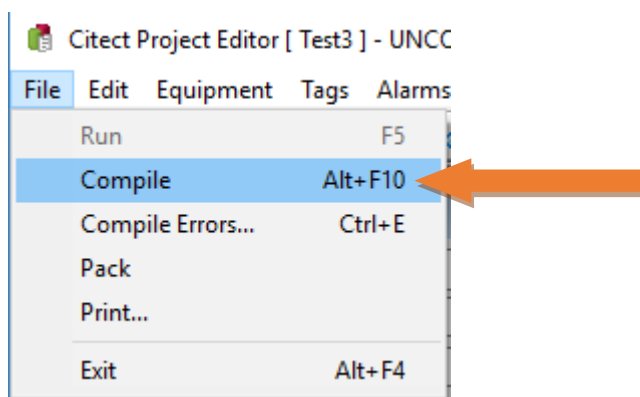 Citect Project Editor [ Test3 ] - UNCC
File Edit Equipment Tags Alarms
Run F5
Compile Alt+F10
Compile Errors... Ctrl+E
Pack
Print...
Exit Alt+F4